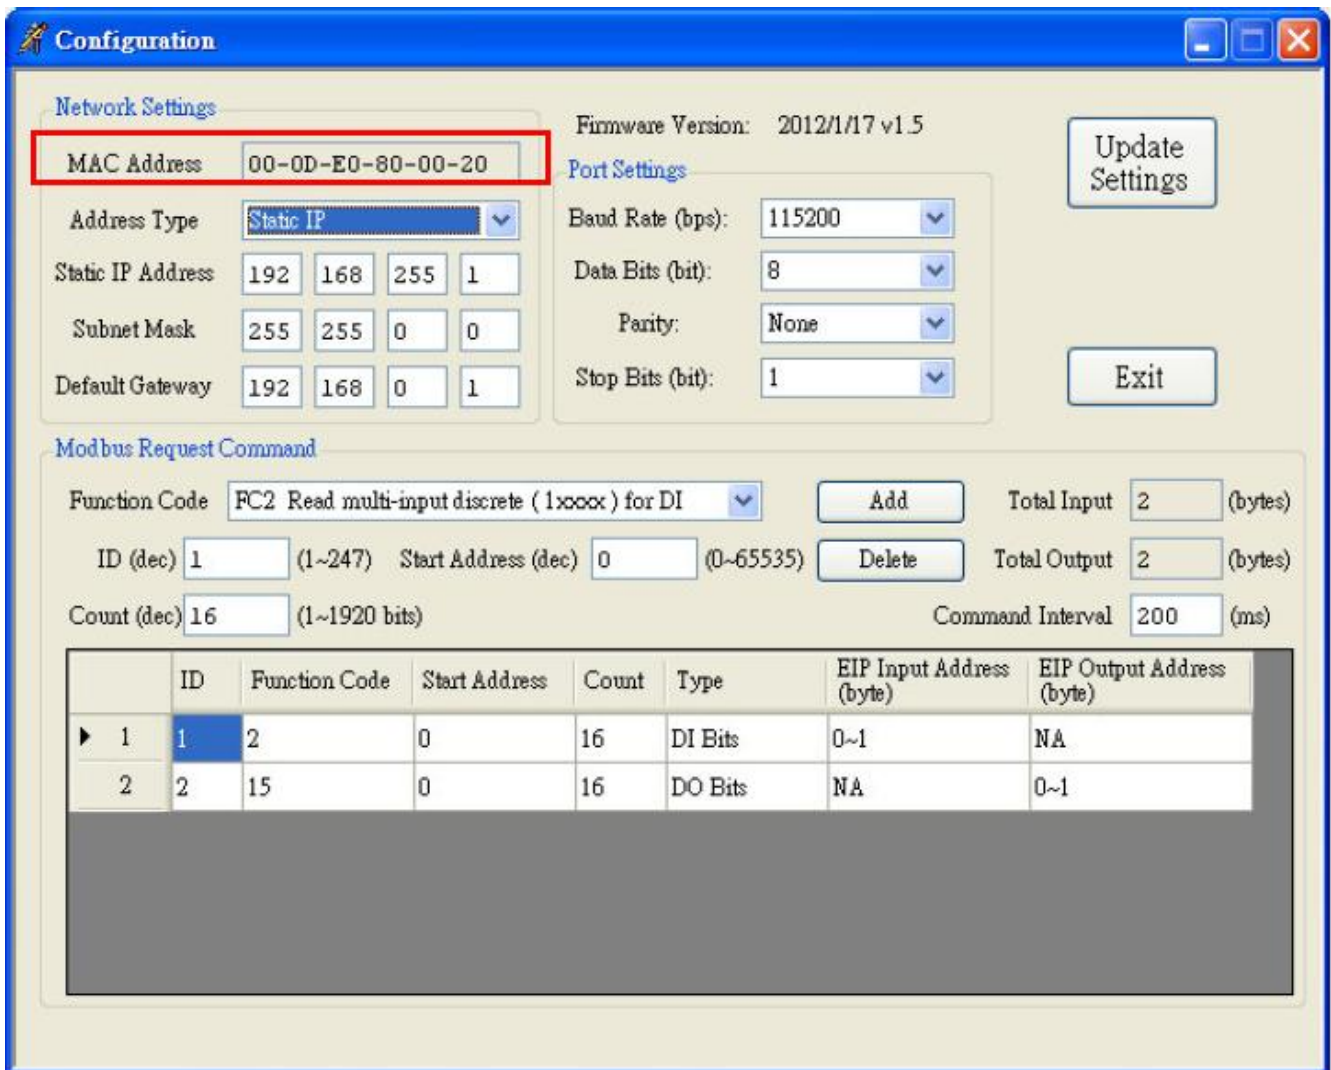 Configuration
Network Settings
MAC Address 00-0D-E0-80-00-20
Address Type Static IP
Static IP Address 192 168 255 1
Subnet Mask 255 255 0 0
Default Gateway 192 168 0 1
Firmware Version: 2012/1/17 v1.5
Port Settings
Baud Rate (bps): 115200
Data Bits (bit): 8
Parity: None
Stop Bits (bit): 1
Update
Settings
Exit
Modbus Request Command
Function Code FC2 Read multi-input discrete ( 1xxxx ) for DI Add Total Input 2 (bytes)
ID (dec) 1 (1~247) Start Address (dec) 0 (0~65535) Delete Total Output 2 (bytes)
Count (dec) 16 (1~1920 bits) Command Interval 200 (ms)
ID Function Code Start Address Count Type EIP Input Address (byte) EIP Output Address (byte)
1 1 2 0 16 DI Bits 0~1 NA
2 2 15 0 16 DO Bits NA 0~1